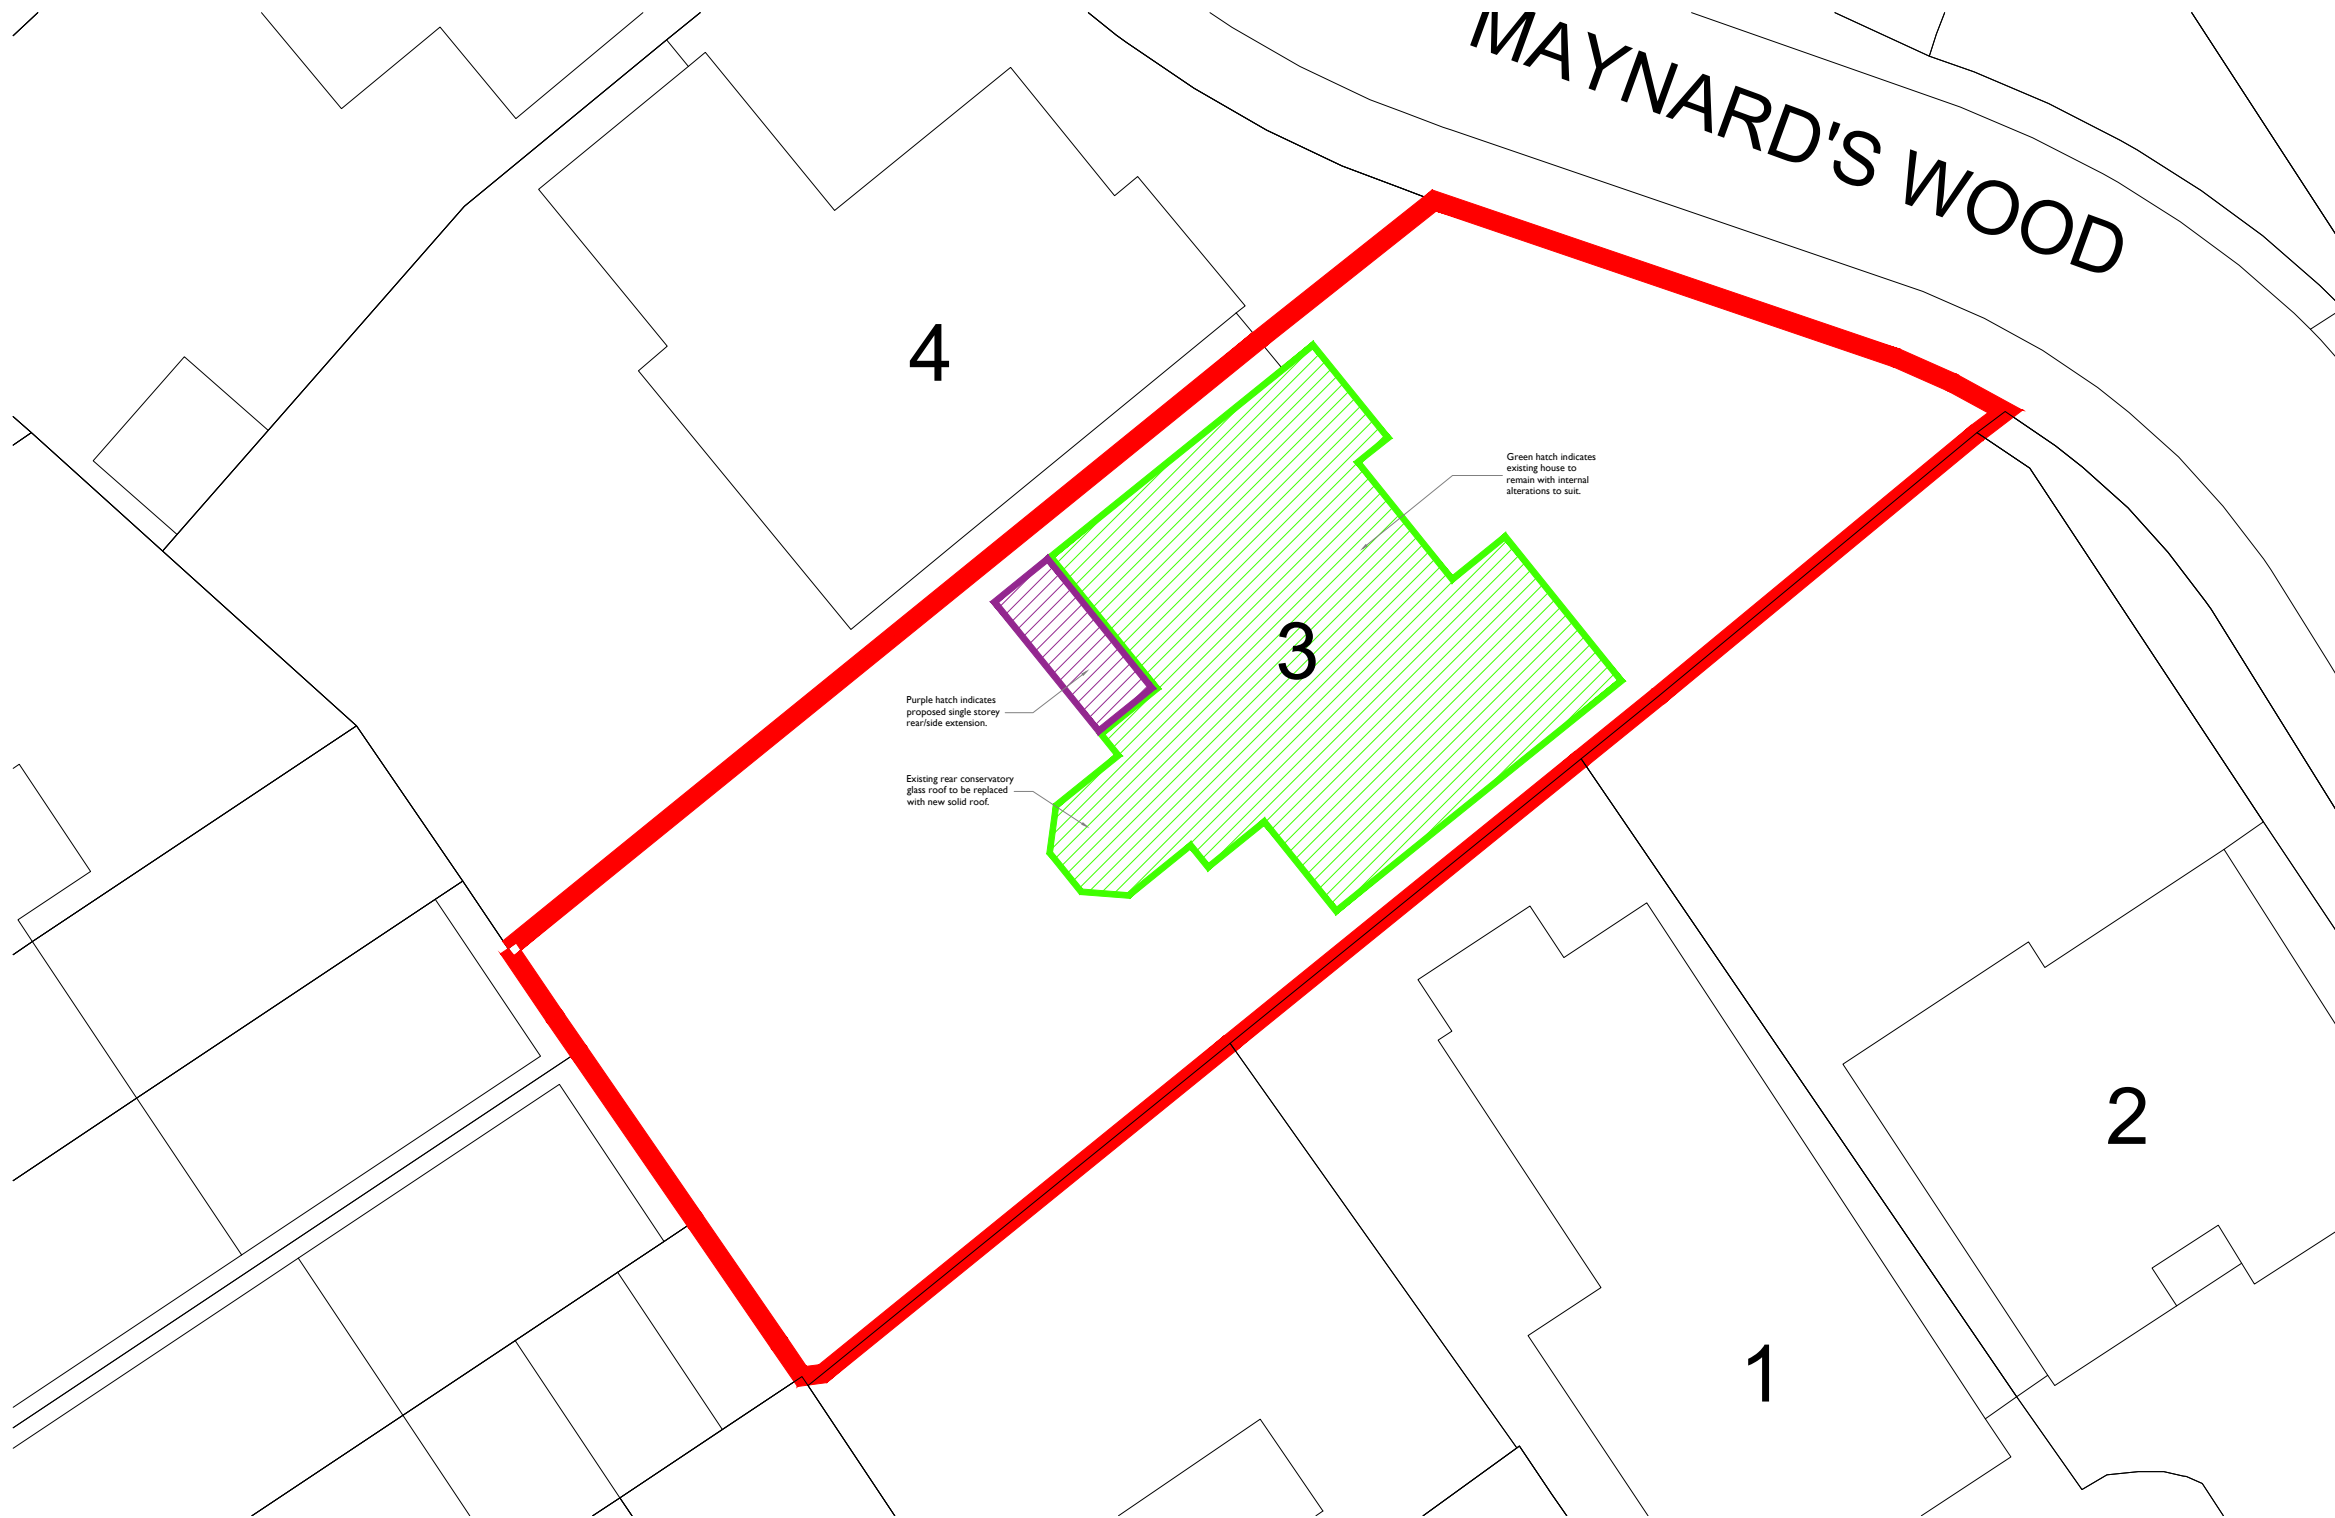 MAYNARD'S WOOD
4
Green hatch indicates
existing house to
remain with internal
alterations to suit.
3
Purple hatch indicates
proposed single storey
rear/side extension.
Existing rear conservatory
glass roof to be replaced
with new solid roof.
2
1